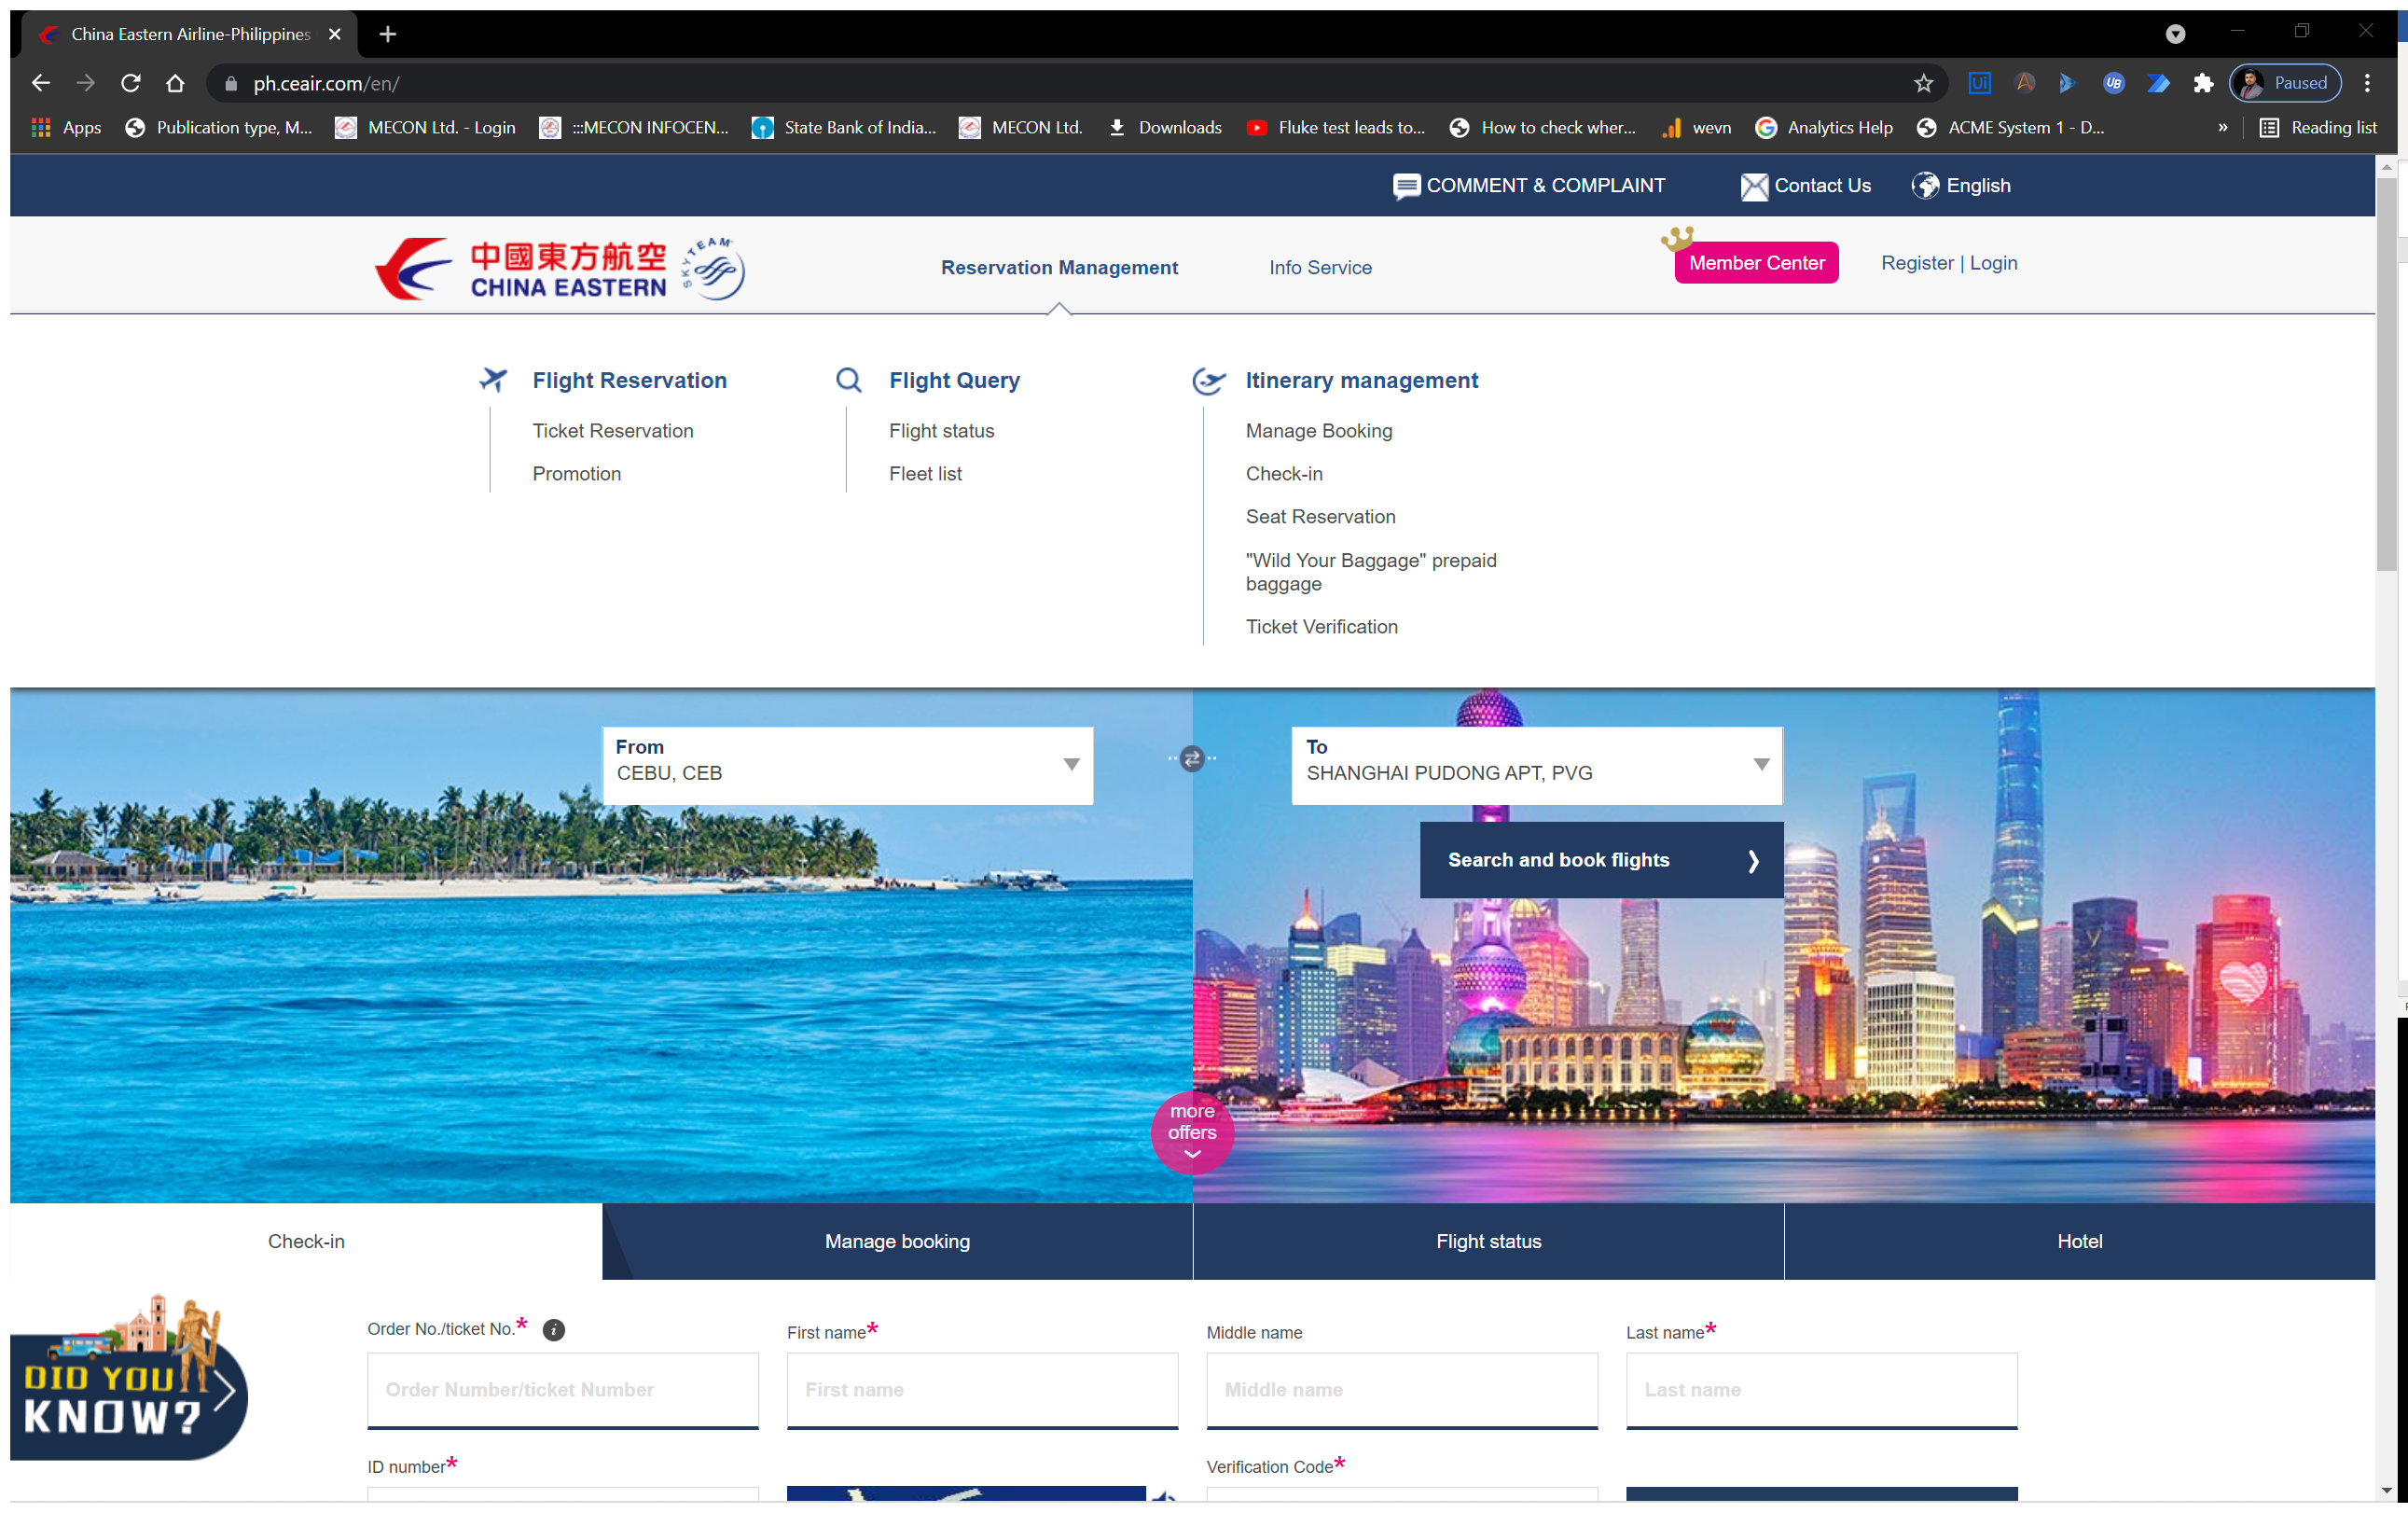 China Eastern Airline-Philippines
ph.ceair.com/en/
Paused
Apps
Publication type, M...
MECON Ltd. - Login
:::MECON INFOCEN...
State Bank of India...
MECON Ltd.
Downloads
Fluke test leads to...
How to check wher...
wevn
Analytics Help
ACME System 1 - D...
»
Reading list
COMMENT & COMPLAINT
Contact Us
English
中國東方航空
CHINA EASTERN
SKYTEAM
Reservation Management
Info Service
Member Center
Register | Login
Flight Reservation
Ticket Reservation
Promotion
Flight Query
Flight status
Fleet list
Itinerary management
Manage Booking
Check-in
Seat Reservation
"Wild Your Baggage" prepaid
baggage
Ticket Verification
From
CEBU, CEB
To
SHANGHAI PUDONG APT, PVG
Search and book flights
more
offers
Check-in
Manage booking
Flight status
Hotel
DID YOU
KNOW?
Order No./ticket No.*
Order Number/ticket Number
First name*
First name
Middle name
Middle name
Last name*
Last name
ID number*
Verification Code*